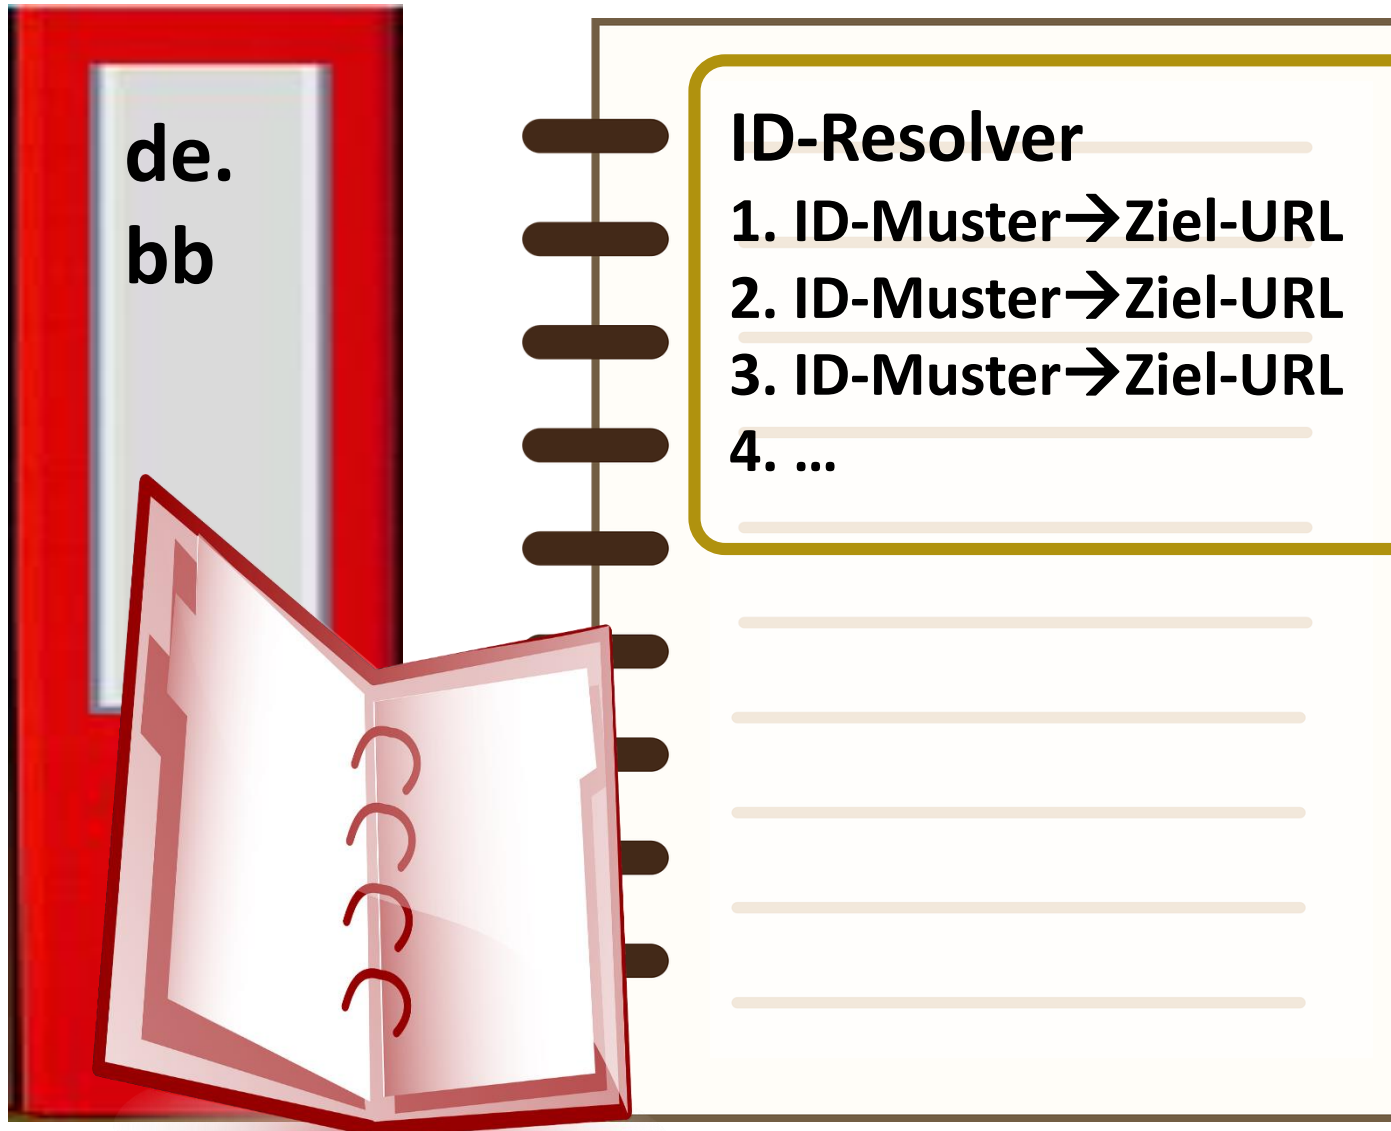 de.
bb
ID-Resolver
1. ID-Muster→Ziel-URL
2. ID-Muster→Ziel-URL
3. ID-Muster→Ziel-URL
4. …